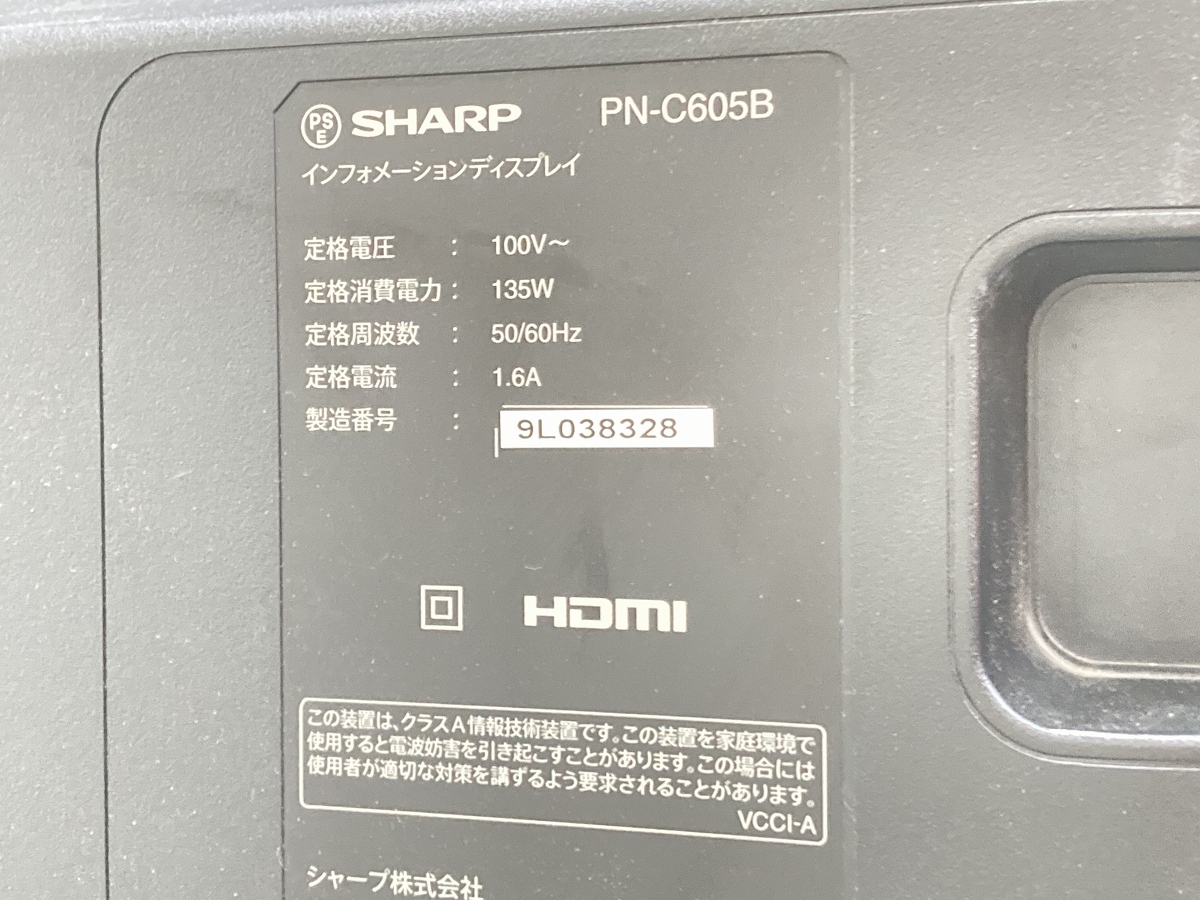 PS E SHARP PN-C605B
インフォメーションディスプレイ
定格電圧 : 100V～
定格消費電力 : 135W
定格周波数 : 50/60Hz
定格電流 : 1.6A
製造番号 : 9L038328
HDMI
この装置は、クラスA情報技術装置です。この装置を家庭環境で
使用すると電波妨害を引き起こすことがあります。この場合には
使用者が適切な対策を講ずるよう要求されることがあります。
VCCI-A
シャープ株式会社